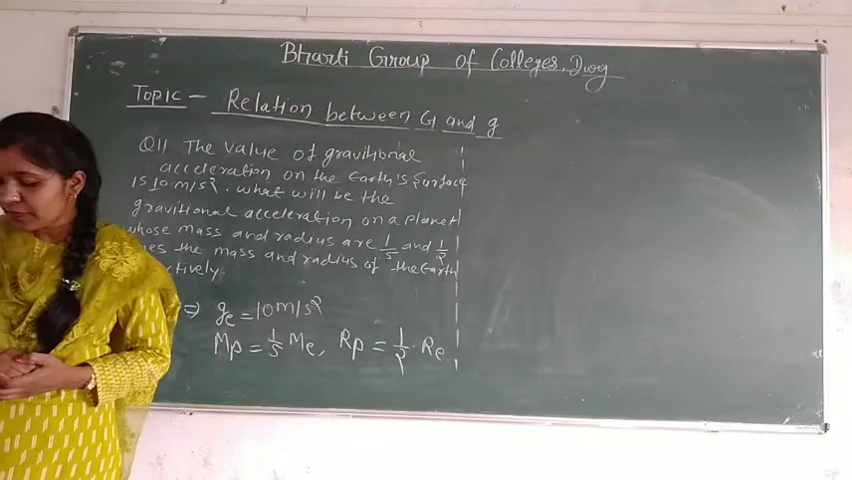 Bharti Group of Colleges, Durg
Topic - Relation between G and g
Q11 The value of gravitional
acceleration on the Earth's Surface
is 10 m/s². what will be the
gravitional acceleration on a planet
whose mass and radius are 1/5 and 1/2
the mass and radius of the Earth
⇒ ge = 10 m/s²
Mp = 1/5 Me, Rp = 1/2 · Re